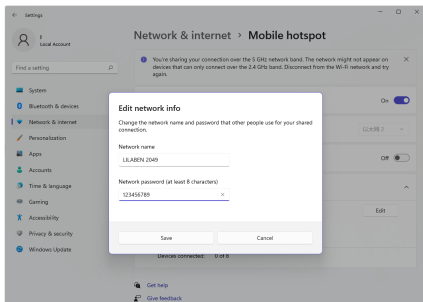 Settings
E
Local Account
Find a setting
System
Bluetooth & devices
Network & internet
Personalization
Apps
Accounts
Time & language
Gaming
Accessibility
Privacy & security
Windows Update
Network & internet > Mobile hotspot
You're sharing your connection over the 5 GHz network band. The network might not appear on
devices that can only connect over the 2.4 GHz band. Disconnect from the Wi-Fi network and try
again.
On
以太网 2
Off
Edit
Edit network info
Change the network name and password that other people use for your shared
connection.
Network name
LILABEN 2049
Network password (at least 8 characters)
123456789
Save
Cancel
Devices connected: 0 of 8
Get help
Give feedback